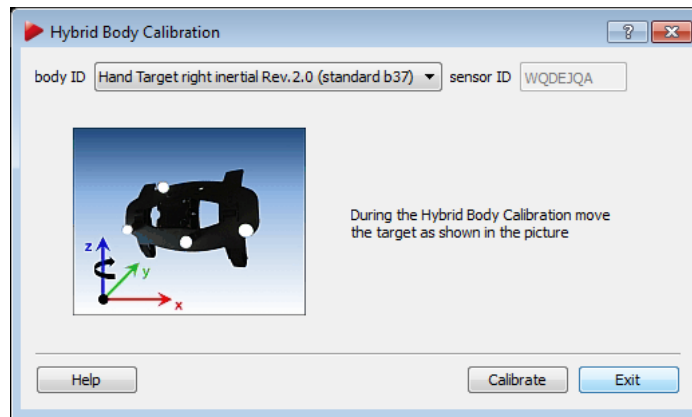 Hybrid Body Calibration
body ID Hand Target right inertial Rev.2.0 (standard b37) sensor ID WQDEJQA
During the Hybrid Body Calibration move
the target as shown in the picture
z
y
x
Help Calibrate Exit